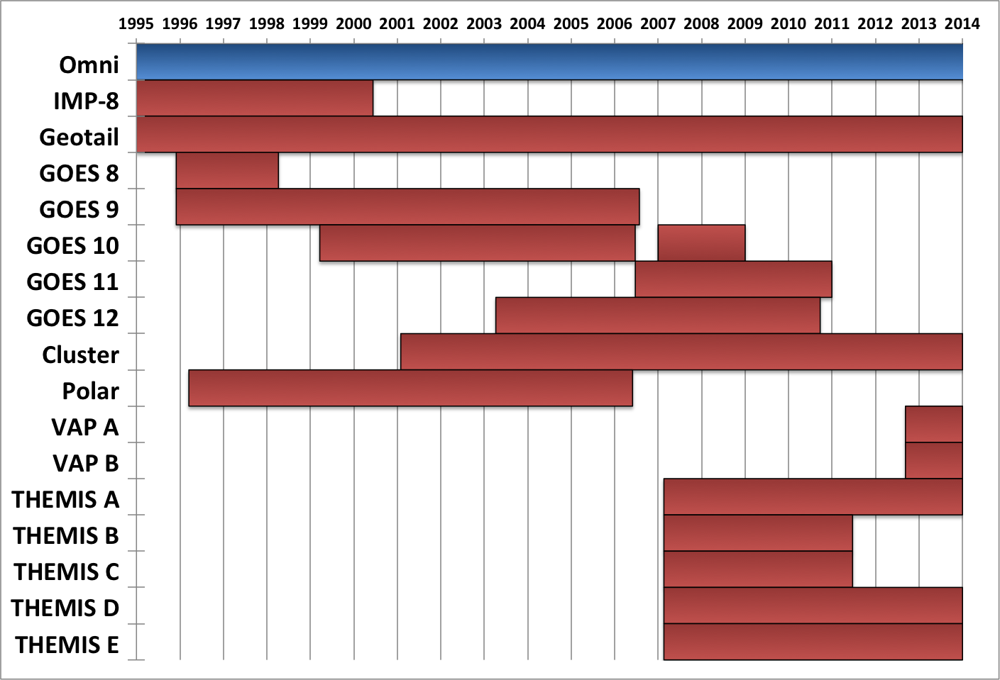 1995 1996 1997 1998 1999 2000 2001 2002 2003 2004 2005 2006 2007 2008 2009 2010 2011 2012 2013 2014
Omni
IMP-8
Geotail
GOES 8
GOES 9
GOES 10
GOES 11
GOES 12
Cluster
Polar
VAP A
VAP B
THEMIS A
THEMIS B
THEMIS C
THEMIS D
THEMIS E